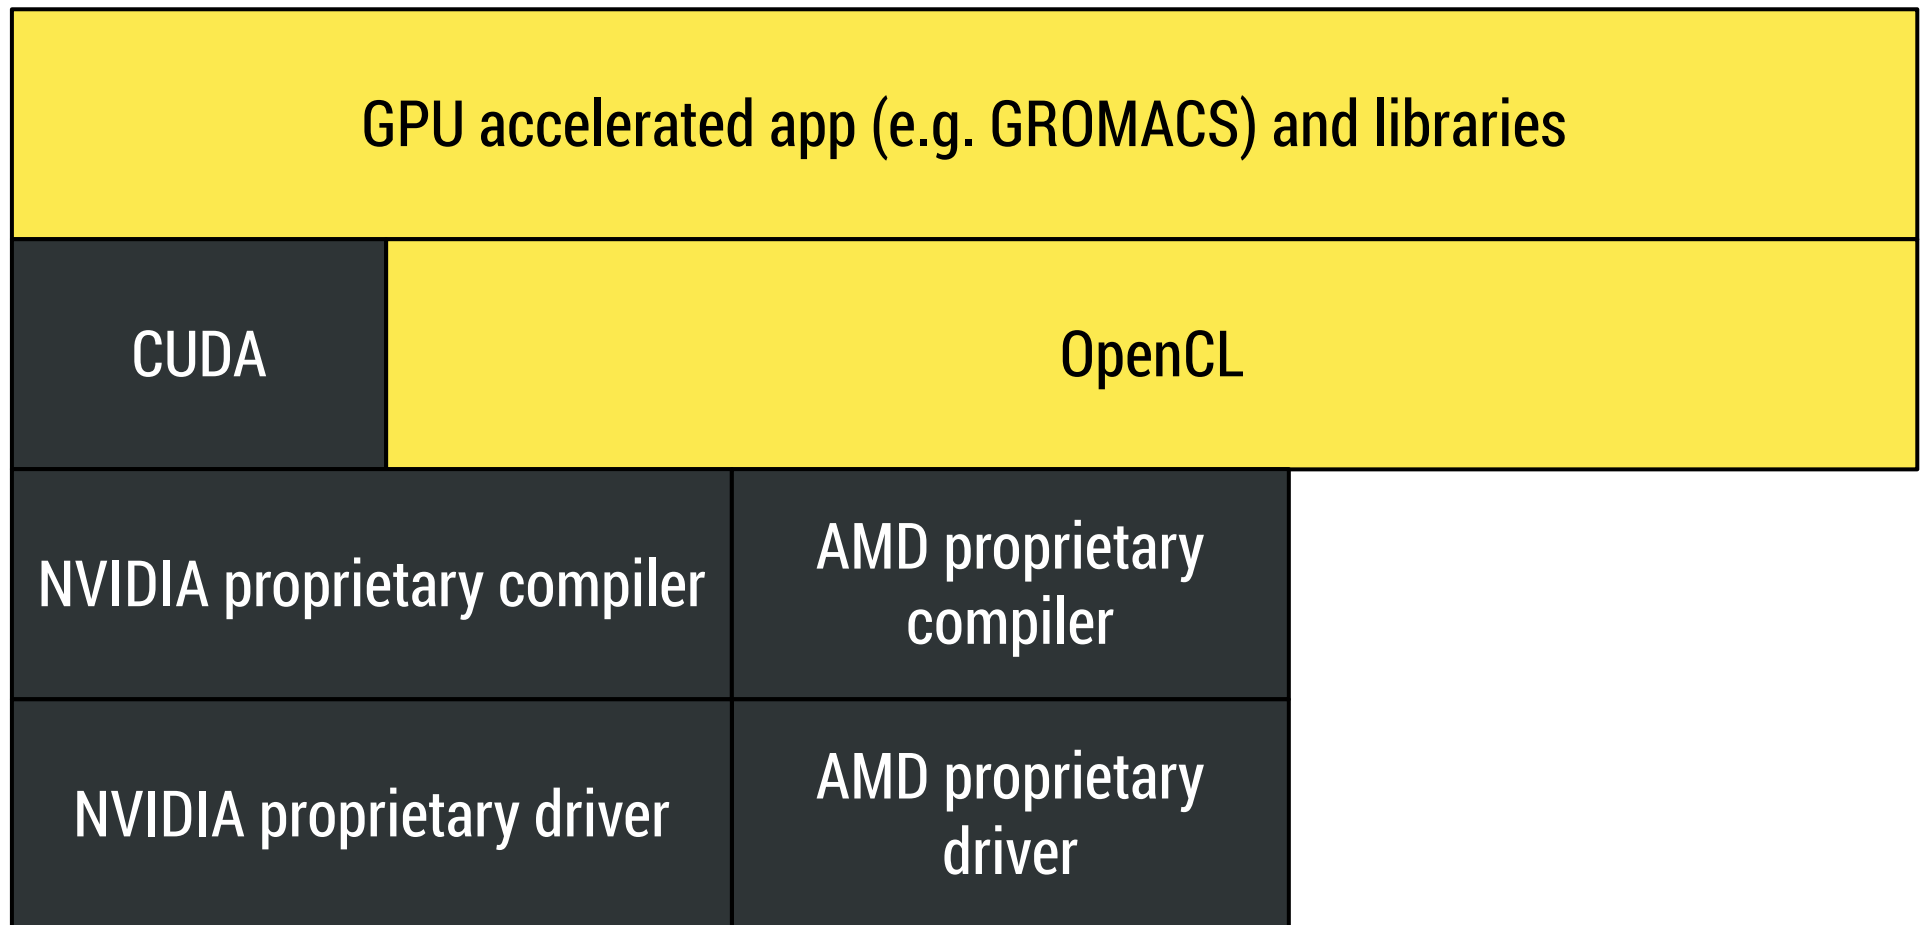 GPU accelerated app (e.g. GROMACS) and libraries
CUDA
OpenCL
NVIDIA proprietary compiler
AMD proprietary
compiler
NVIDIA proprietary driver
AMD proprietary
driver